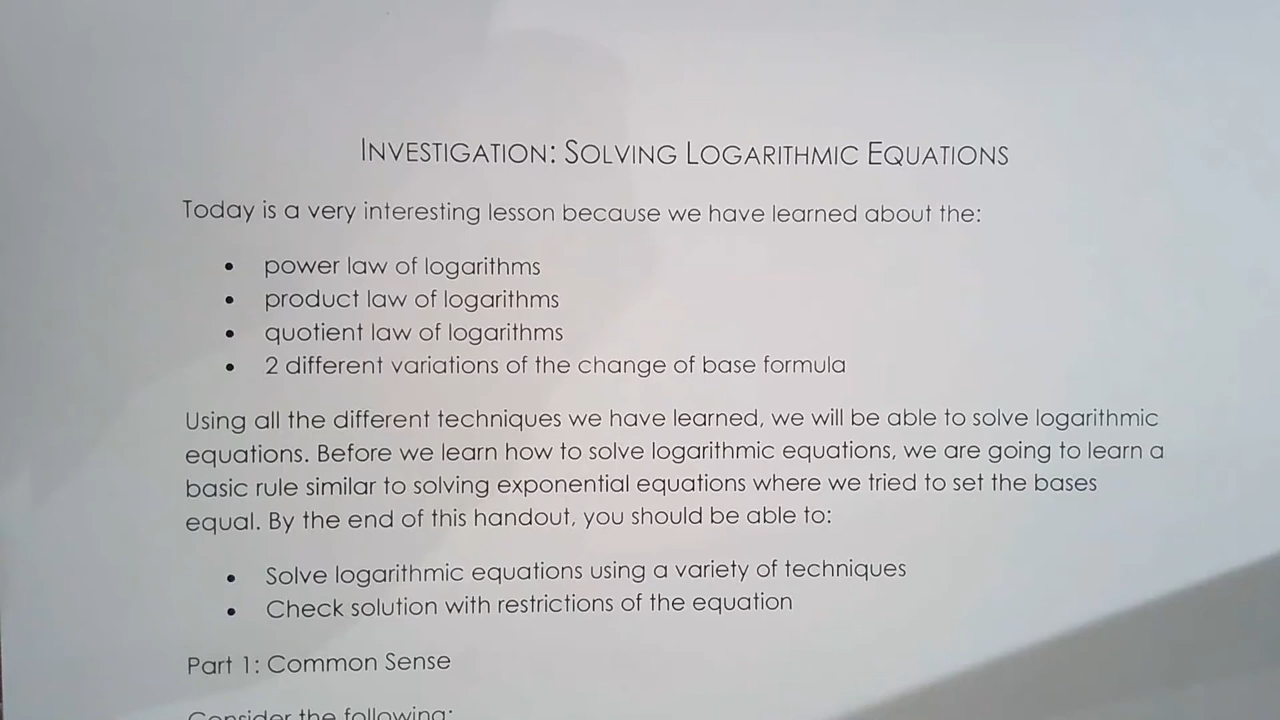 INVESTIGATION: SOLVING LOGARITHMIC EQUATIONS
Today is a very interesting lesson because we have learned about the:
• power law of logarithms
• product law of logarithms
• quotient law of logarithms
• 2 different variations of the change of base formula
Using all the different techniques we have learned, we will be able to solve logarithmic
equations. Before we learn how to solve logarithmic equations, we are going to learn a
basic rule similar to solving exponential equations where we tried to set the bases
equal. By the end of this handout, you should be able to:
• Solve logarithmic equations using a variety of techniques
• Check solution with restrictions of the equation
Part 1: Common Sense
Consider the following: